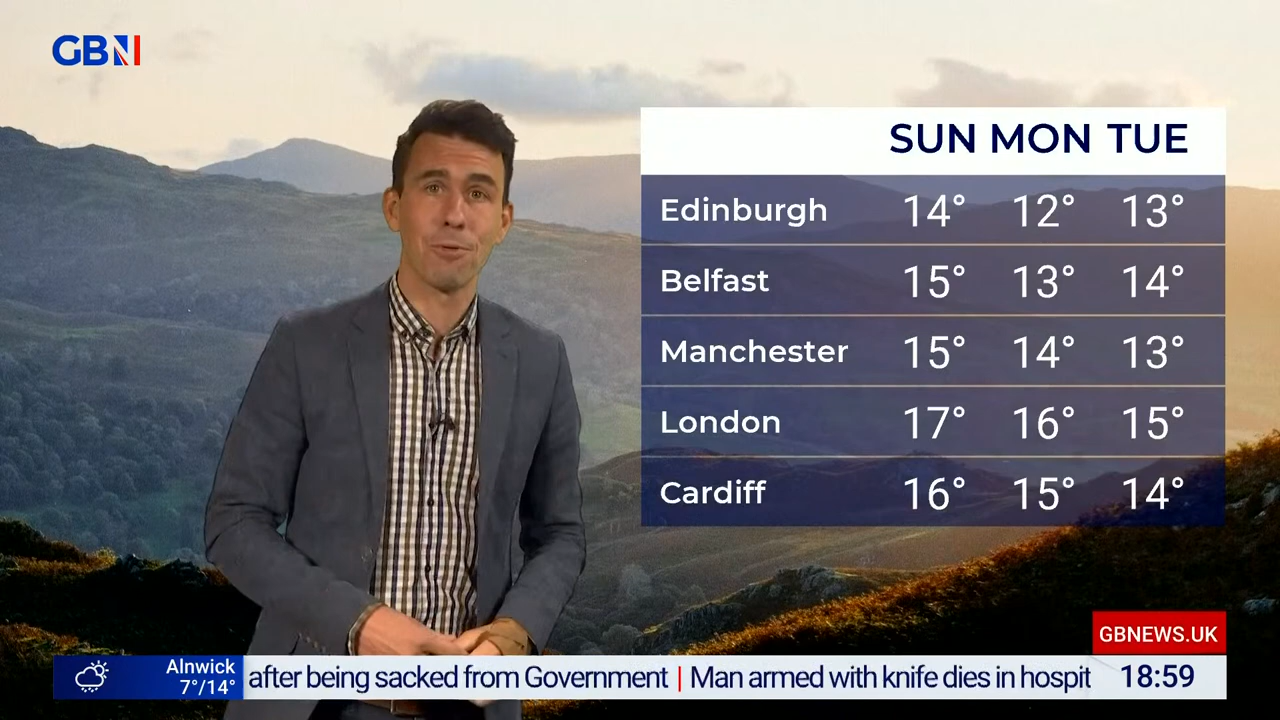 GBN
SUN MON TUE
Edinburgh 14° 12° 13°
Belfast 15° 13° 14°
Manchester 15° 14° 13°
London 17° 16° 15°
Cardiff 16° 15° 14°
GBNEWS.UK
Alnwick
7°/14°
after being sacked from Government | Man armed with knife dies in hospit
18:59